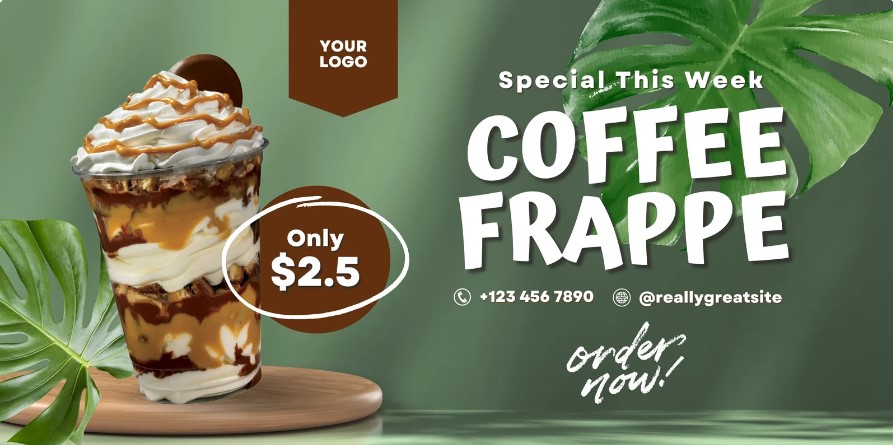 YOUR
LOGO
Special This Week
COFFEE
FRAPPE
Only
$2.5
+123 456 7890 @reallygreatsite
order
now!